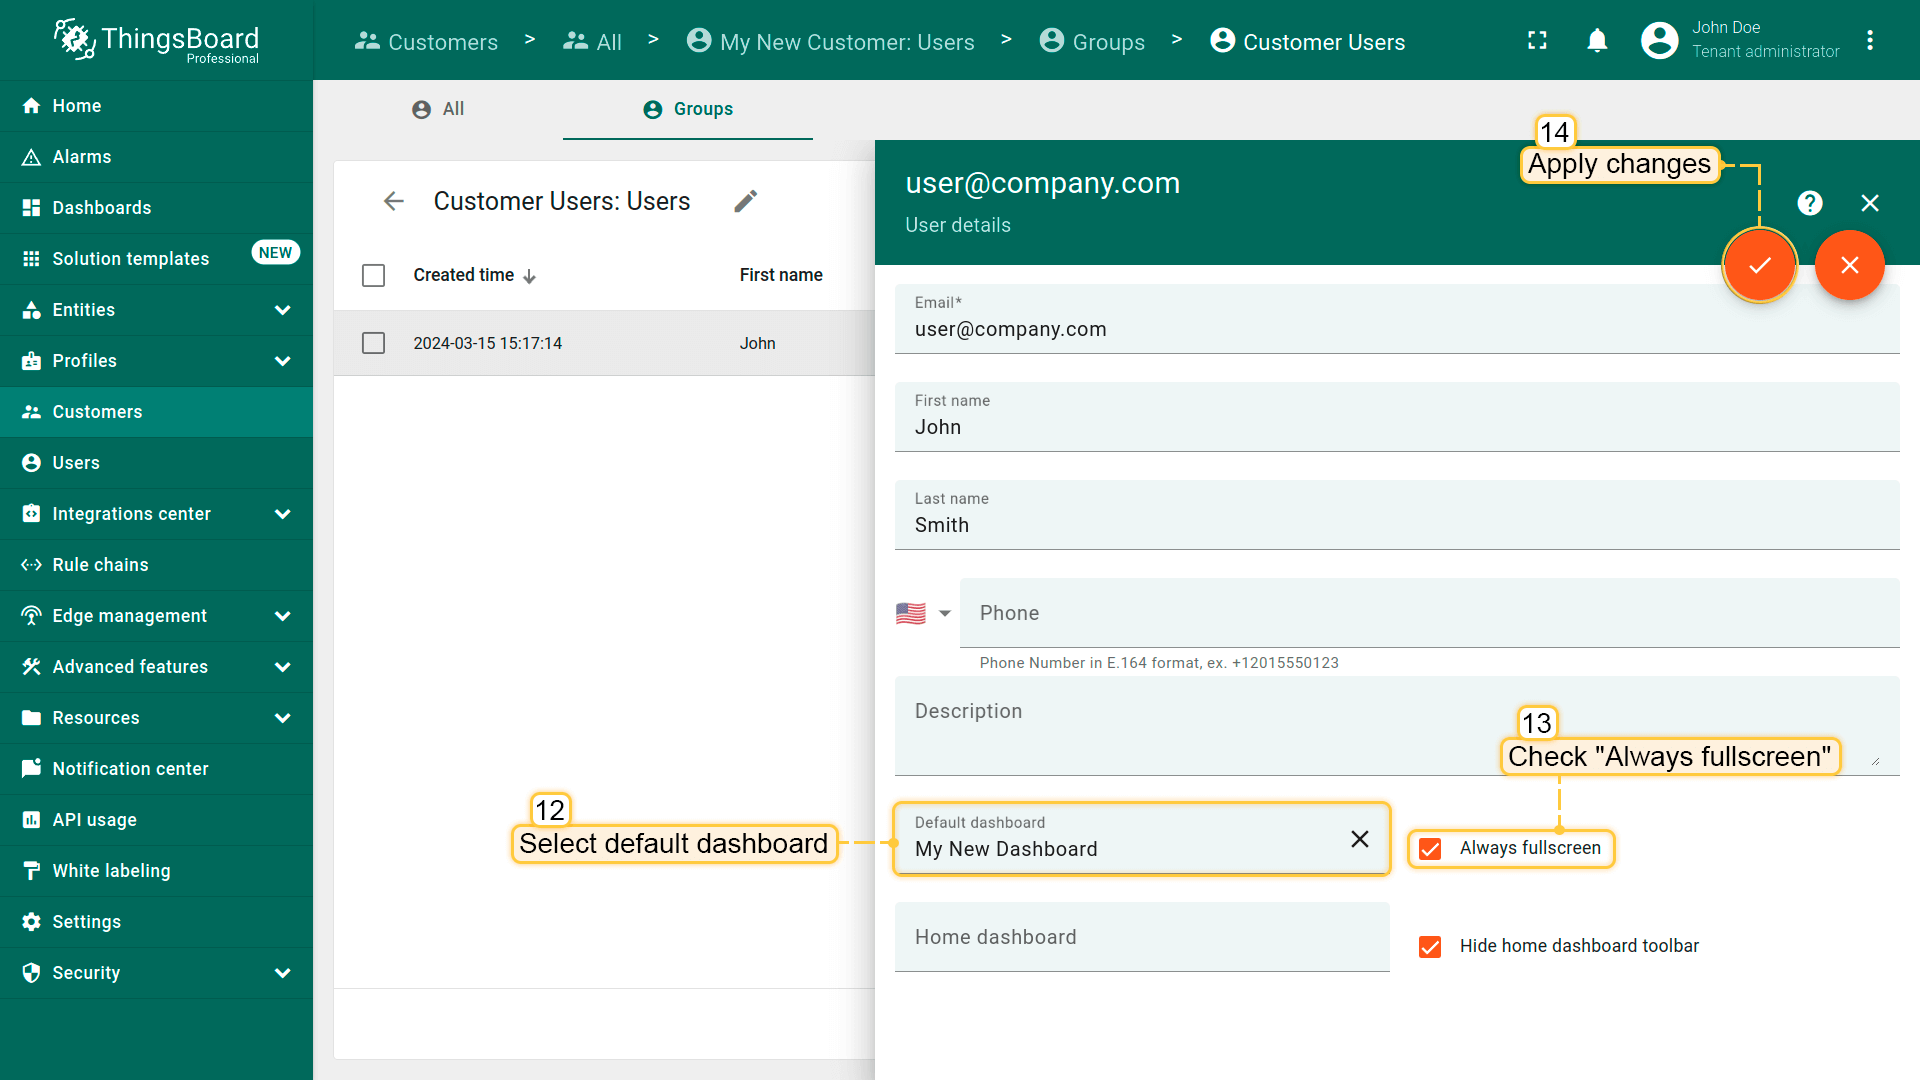 ThingsBoard
Professional
Customers > All > My New Customer: Users > Groups > Customer Users
John Doe
Tenant administrator
Home
Alarms
Dashboards
Solution templates NEW
Entities
Profiles
Customers
Users
Integrations center
Rule chains
Edge management
Advanced features
Resources
Notification center
API usage
White labeling
Settings
Security
All
Groups
Customer Users: Users
Created time
First name
2024-03-15 15:17:14
John
14
Apply changes
user@company.com
User details
Email*
user@company.com
First name
John
Last name
Smith
Phone
Phone Number in E.164 format, ex. +12015550123
Description
13
Check "Always fullscreen"
12
Select default dashboard
Default dashboard
My New Dashboard
Always fullscreen
Home dashboard
Hide home dashboard toolbar